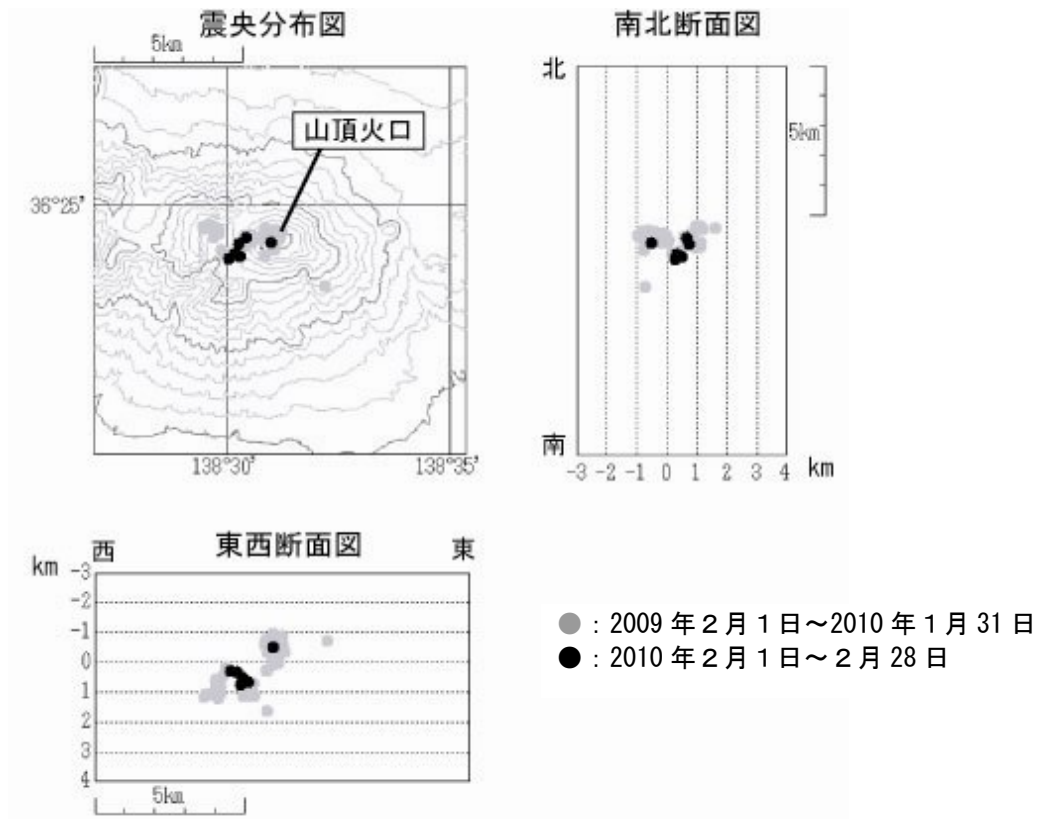 震央分布図
5km
山頂火口
36°25'
138°30'
138°35'
南北断面図
北
5km
南
-3 -2 -1 0 1 2 3 4 km
東西断面図
西
東
km
-3
-2
-1
0
1
2
3
4
5km
●：2009年２月１日～2010年１月31日
●：2010年２月１日～２月28日